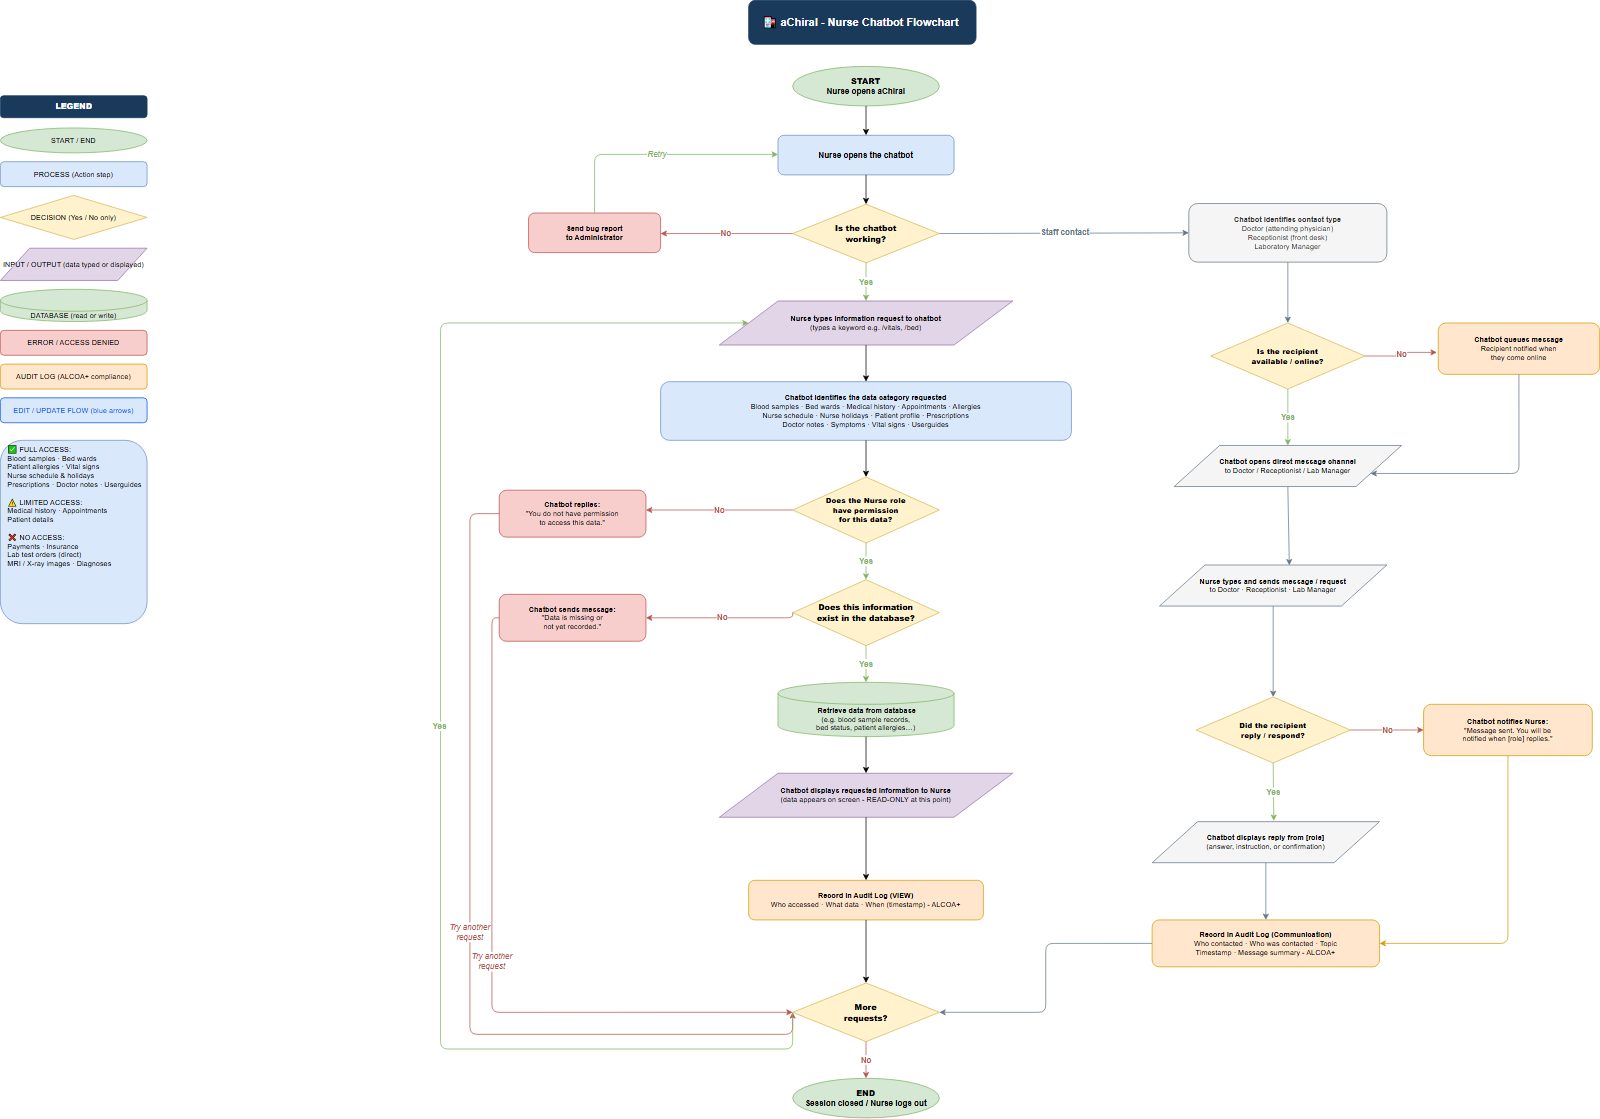 aChiral - Nurse Chatbot Flowchart
START
Nurse opens aChiral
LEGEND
START / END
PROCESS (Action step)
DECISION (Yes / No only)
INPUT / OUTPUT (data typed or displayed)
DATABASE (read or write)
ERROR / ACCESS DENIED
AUDIT LOG (ALCOA+ compliance)
EDIT / UPDATE FLOW (blue arrows)
✅ FULL ACCESS:
Blood samples · Bed wards
Patient allergies · Vital signs
Nurse schedule & holidays
Prescriptions · Doctor notes · Userguides
⚠️ LIMITED ACCESS:
Medical history · Appointments
Patient details
❌ NO ACCESS:
Payments · Insurance
Lab test orders (direct)
MRI / X-ray images · Diagnoses
Retry
Nurse opens the chatbot
Send bug report
to Administrator
No
Is the chatbot
working?
Staff contact
Chatbot identifies contact type
Doctor (attending physician)
Receptionist (front desk)
Laboratory Manager
Yes
Nurse types information request to chatbot
(types a keyword e.g. /vitals, /bed)
Is the recipient
available / online?
No
Chatbot queues message
Recipient notified when
they come online
Chatbot identifies the data category requested
Blood samples · Bed wards · Medical history · Appointments · Allergies
Nurse schedule · Nurse holidays · Patient profile · Prescriptions
Doctor notes · Symptoms · Vital signs · Userguides
Yes
Chatbot opens direct message channel
to Doctor / Receptionist / Lab Manager
Chatbot replies:
"You do not have permission
to access this data."
No
Does the Nurse role
have permission
for this data?
Yes
Nurse types and sends message / request
to Doctor · Receptionist · Lab Manager
Chatbot sends message:
"Data is missing or
not yet recorded."
No
Does this information
exist in the database?
Yes
Retrieve data from database
(e.g. blood sample records,
bed status, patient allergies...)
Yes
Did the recipient
reply / respond?
No
Chatbot notifies Nurse:
"Message sent. You will be
notified when [role] replies."
Chatbot displays requested information to Nurse
(data appears on screen - READ-ONLY at this point)
Yes
Chatbot displays reply from [role]
(answer, instruction, or confirmation)
Record in Audit Log (VIEW)
Who accessed · What data · When (timestamp) - ALCOA+
Try another
request
Try another
request
Record in Audit Log (Communication)
Who contacted · Who was contacted · Topic
Timestamp · Message summary - ALCOA+
More
requests?
No
END
Session closed / Nurse logs out